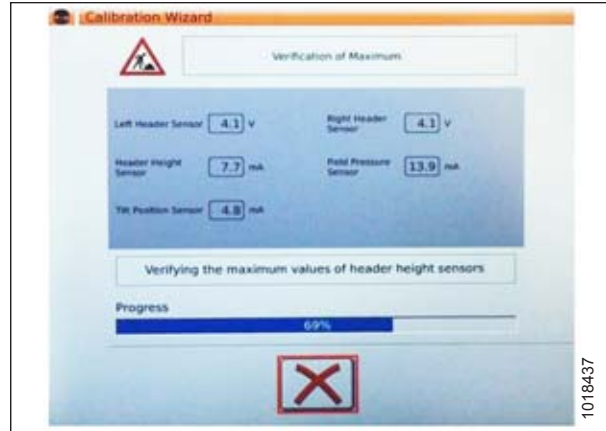 Calibration Wizard
Verification of Maximum
Left Header Sensor 4.1 V
Right Header Sensor 4.1 V
Header Height Sensor 7.7 mA
Field Pressure Sensor 13.9 mA
Tilt Position Sensor 4.8 mA
Verifying the maximum values of header height sensors
Progress
69%
1018437